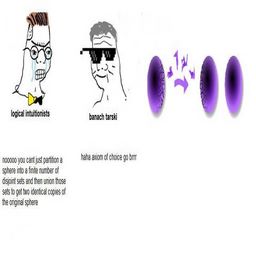 logical intuitionists
banach tarski
nooooo you cant just partition a
sphere into a finite number of
disjoint sets and then union those
sets to get two identical copies of
the original sphere
haha axiom of choice go brrr